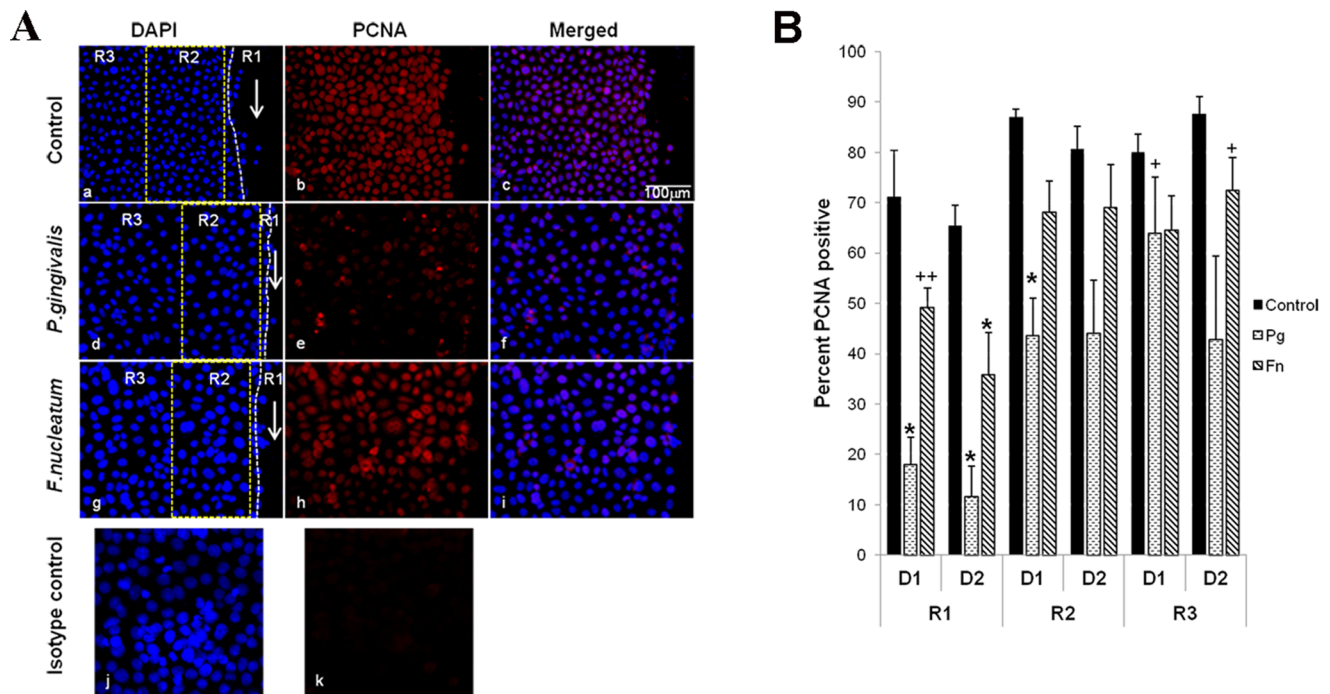 A
DAPI
PCNA
Merged
Control
R3
R2
R1
a
b
c
100μm
P.gingivalis
R3
R2
R1
d
e
f
F.nucleatum
R3
R2
R1
g
h
i
Isotype control
j
k
B
Percent PCNA positive
100
90
80
70
60
50
40
30
20
10
0
*
++
*
*
*
+
+
Control
Pg
Fn
D1 D2 D1 D2 D1 D2
R1 R2 R3